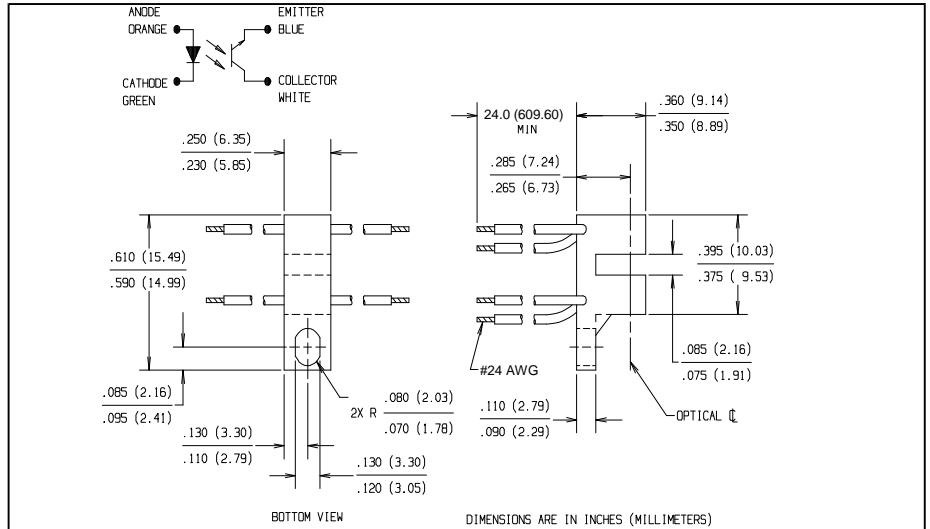 ANODE
ORANGE
EMITTER
BLUE
CATHODE
GREEN
COLLECTOR
WHITE
.250 (6.35)
.230 (5.85)
24.0 (609.60)
MIN
.360 (9.14)
.350 (8.89)
.285 (7.24)
.265 (6.73)
.610 (15.49)
.590 (14.99)
.395 (10.03)
.375 ( 9.53)
.085 (2.16)
.075 (1.91)
#24 AWG
.085 (2.16)
.095 (2.41)
2X R .080 (2.03)
.070 (1.78)
.110 (2.79)
.090 (2.29)
OPTICAL ℄
.130 (3.30)
.110 (2.79)
.130 (3.30)
.120 (3.05)
BOTTOM VIEW
DIMENSIONS ARE IN INCHES (MILLIMETERS)